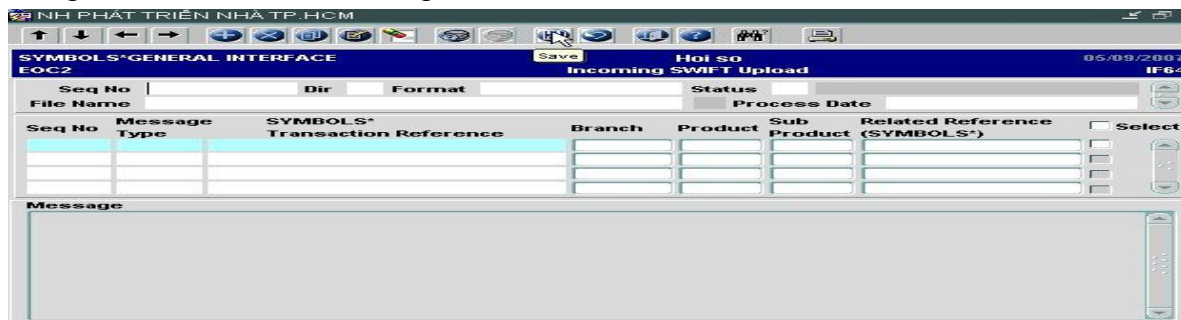 NH PHÁT TRIỂN NHÀ TP.HCM
SYMBOLS*GENERAL INTERFACE Save Hoi so 05/09/2007
EOC2 Incoming SWIFT Upload IF64
Seq No Dir Format Status
File Name Process Date
Seq No Message Type SYMBOLS* Transaction Reference Branch Product Sub Product Related Reference (SYMBOLS*) Select
Message